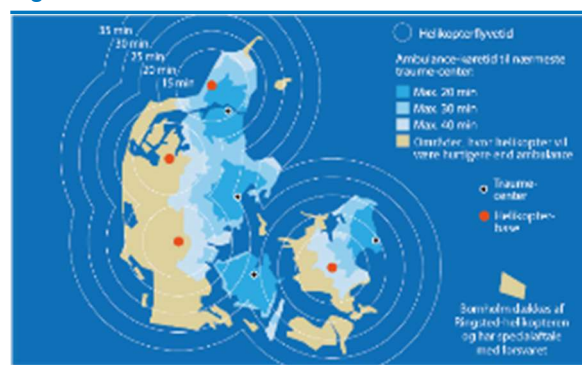 35 min
30 min
25 min
20 min
15 min
Helikopterflyvetid
Ambulance-køretid til nærmeste
traume-center:
Max. 20 min
Max. 30 min
Max. 40 min
Områder, hvor helikopter vil
være hurtigere end ambulance
Traume-
center
Helikopter-
base
Bornholm dækkes af
Ringsted-helikopteren
og har specialaftale
med forsvaret